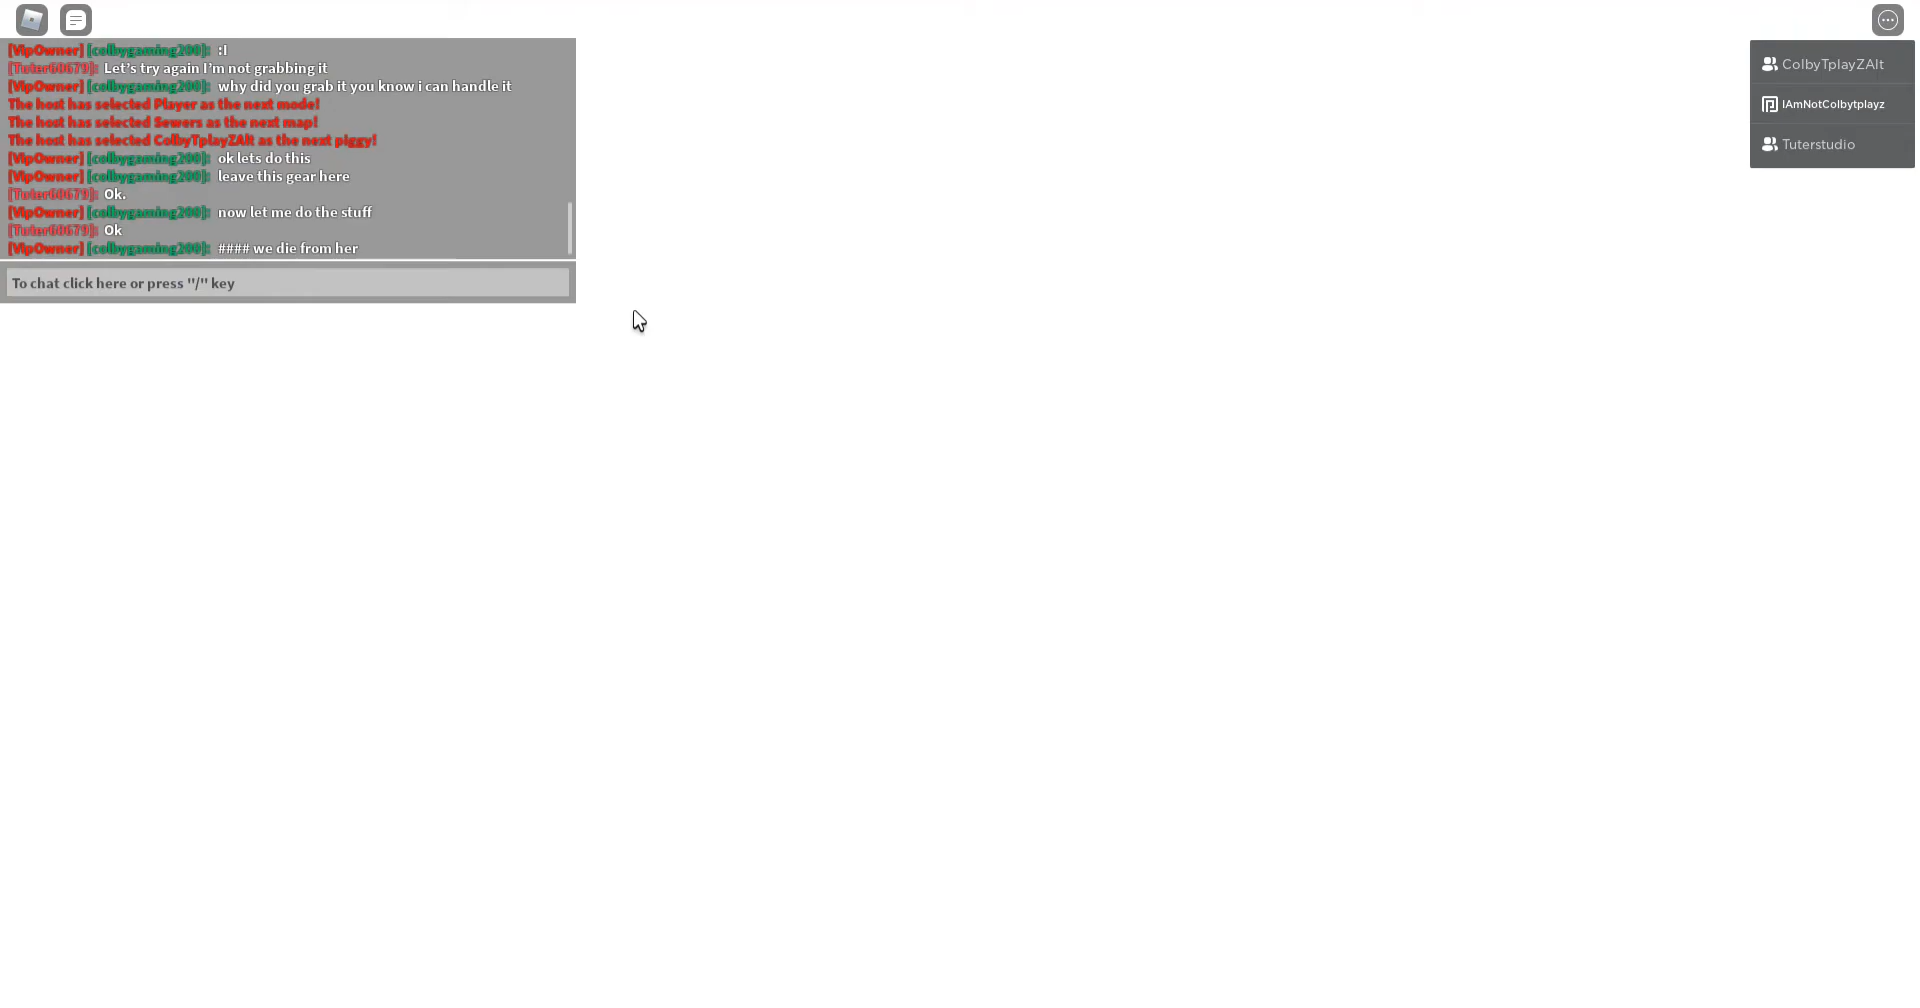 [VipOwner] [colbygaming200]: :I
[Tuter60679]: Let's try again I'm not grabbing it
[VipOwner] [colbygaming200]: why did you grab it you know i can handle it
The host has selected Player as the next mode!
The host has selected Sewers as the next map!
The host has selected ColbyTplayZAlt as the next piggy!
[VipOwner] [colbygaming200]: ok lets do this
[VipOwner] [colbygaming200]: leave this gear here
[Tuter60679]: Ok.
[VipOwner] [colbygaming200]: now let me do the stuff
[Tuter60679]: Ok
[VipOwner] [colbygaming200]: #### we die from her
To chat click here or press "/" key
ColbyTplayZAlt
IAmNotColbytplayz
Tuterstudio